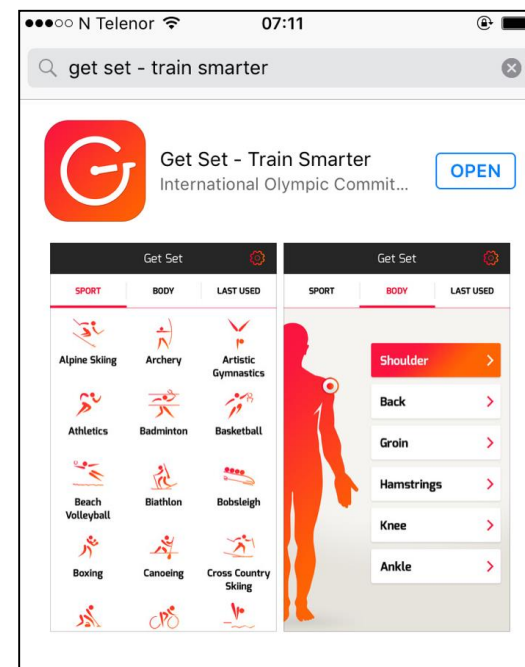 N Telenor 07:11
get set - train smarter
Get Set - Train Smarter
International Olympic Commit...
OPEN
Get Set
SPORT BODY LAST USED
Alpine Skiing Archery Artistic Gymnastics
Athletics Badminton Basketball
Beach Volleyball Biathlon Bobsleigh
Boxing Canoeing Cross Country Skiing
Get Set
SPORT BODY LAST USED
Shoulder
Back
Groin
Hamstrings
Knee
Ankle